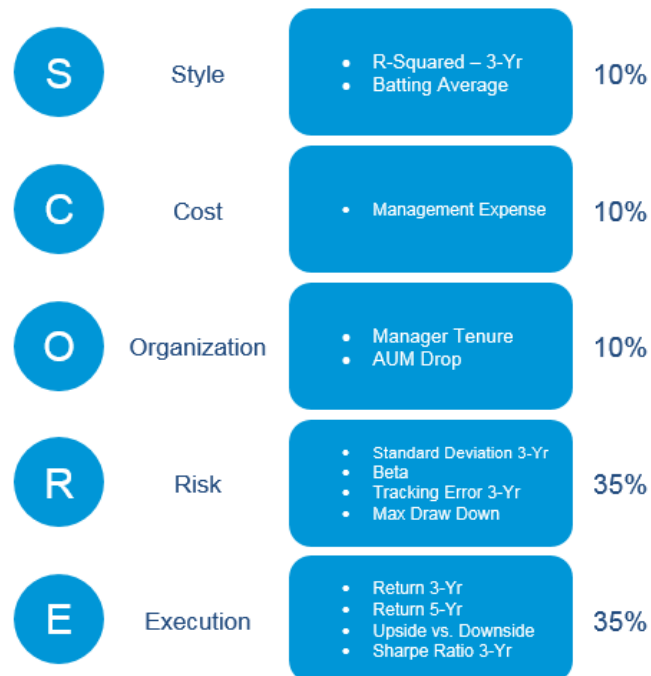 S
Style
• R-Squared – 3-Yr
• Batting Average
10%
C
Cost
• Management Expense
10%
O
Organization
• Manager Tenure
• AUM Drop
10%
R
Risk
• Standard Deviation 3-Yr
• Beta
• Tracking Error 3-Yr
• Max Draw Down
35%
E
Execution
• Return 3-Yr
• Return 5-Yr
• Upside vs. Downside
• Sharpe Ratio 3-Yr
35%